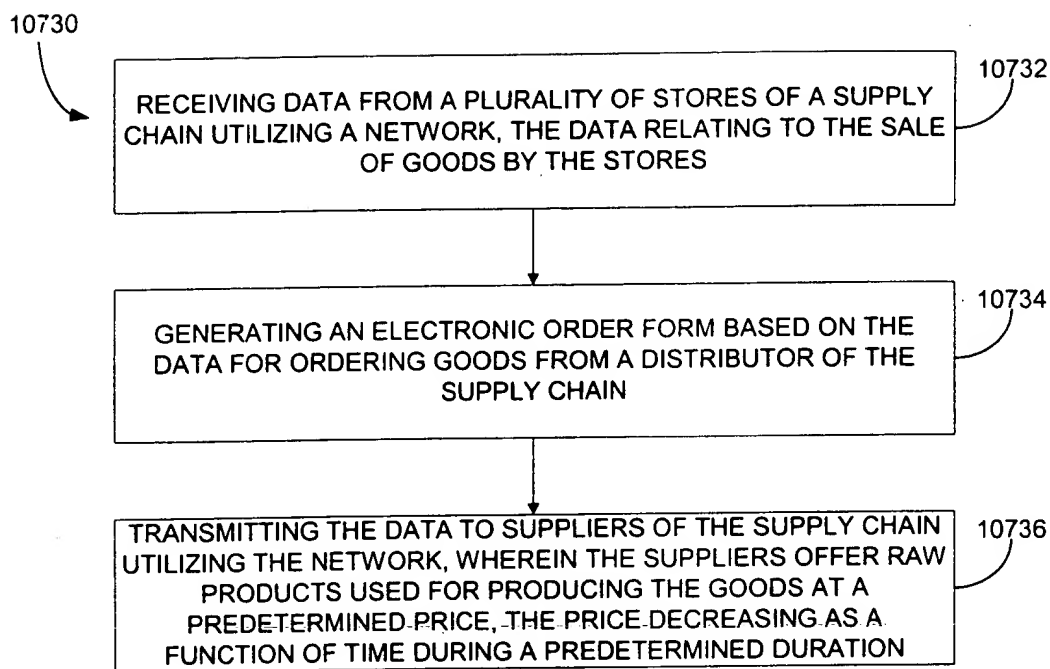 10730
10732
RECEIVING DATA FROM A PLURALITY OF STORES OF A SUPPLY
CHAIN UTILIZING A NETWORK, THE DATA RELATING TO THE SALE
OF GOODS BY THE STORES
10734
GENERATING AN ELECTRONIC ORDER FORM BASED ON THE
DATA FOR ORDERING GOODS FROM A DISTRIBUTOR OF THE
SUPPLY CHAIN
10736
TRANSMITTING THE DATA TO SUPPLIERS OF THE SUPPLY CHAIN
UTILIZING THE NETWORK, WHEREIN THE SUPPLIERS OFFER RAW
PRODUCTS USED FOR PRODUCING THE GOODS AT A
PREDETERMINED PRICE, THE PRICE DECREASING AS A
FUNCTION OF TIME DURING A PREDETERMINED DURATION